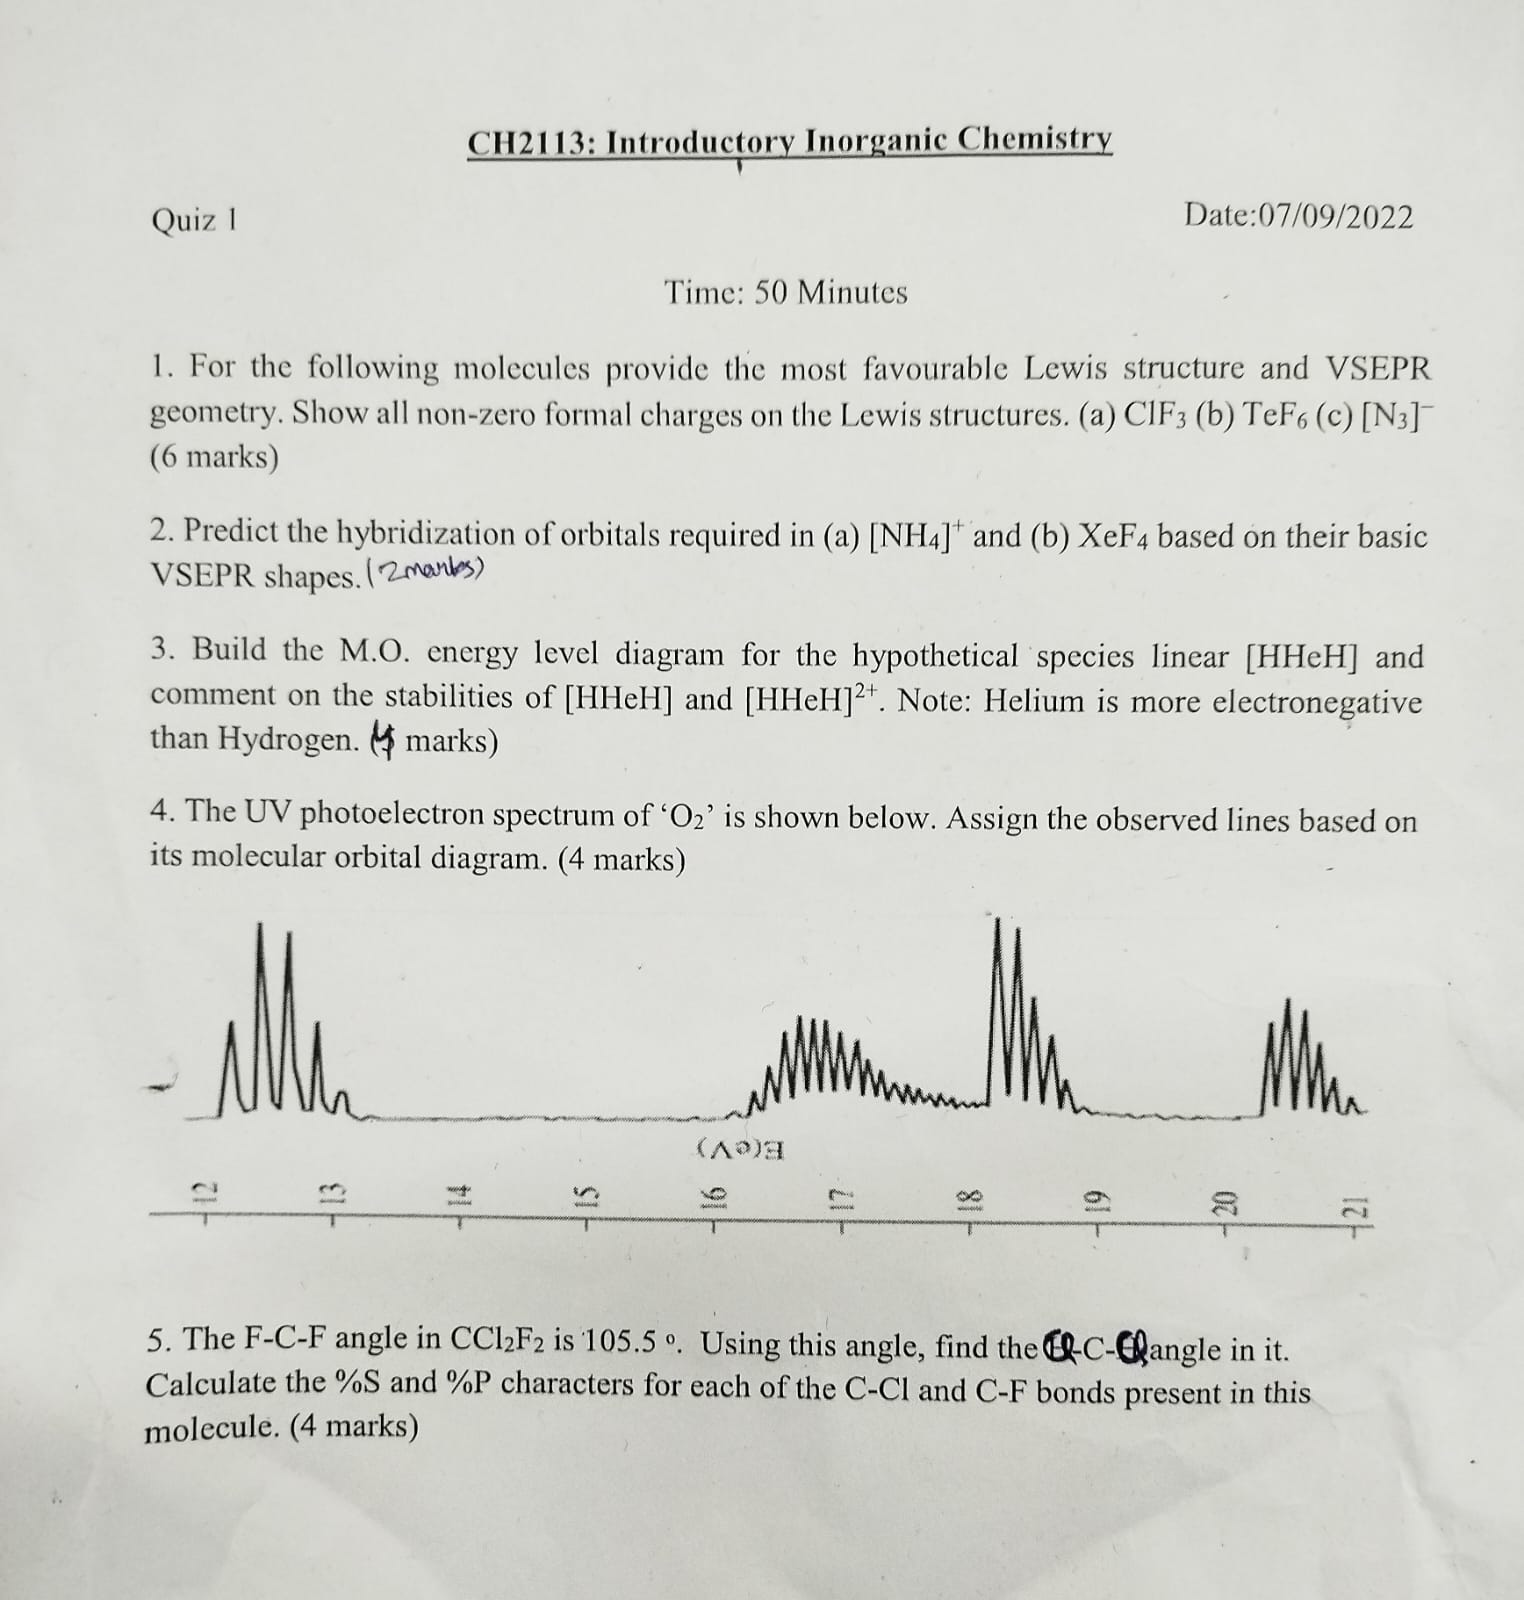 CH2113: Introductory Inorganic Chemistry
Quiz 1 Date:07/09/2022
Time: 50 Minutes
1. For the following molecules provide the most favourable Lewis structure and VSEPR
geometry. Show all non-zero formal charges on the Lewis structures. (a) ClF₃ (b) TeF₆ (c) [N₃]⁻
(6 marks)
2. Predict the hybridization of orbitals required in (a) [NH₄]⁺ and (b) XeF₄ based on their basic
VSEPR shapes. (2 marks)
3. Build the M.O. energy level diagram for the hypothetical species linear [HHeH] and
comment on the stabilities of [HHeH] and [HHeH]²⁺. Note: Helium is more electronegative
than Hydrogen. (4 marks)
4. The UV photoelectron spectrum of ‘O₂’ is shown below. Assign the observed lines based on
its molecular orbital diagram. (4 marks)
E(eV)
12 13 14 15 16 17 18 19 20 21
5. The F-C-F angle in CCl₂F₂ is 105.5 º. Using this angle, find the Cl-C-Cl angle in it.
Calculate the %S and %P characters for each of the C-Cl and C-F bonds present in this
molecule. (4 marks)